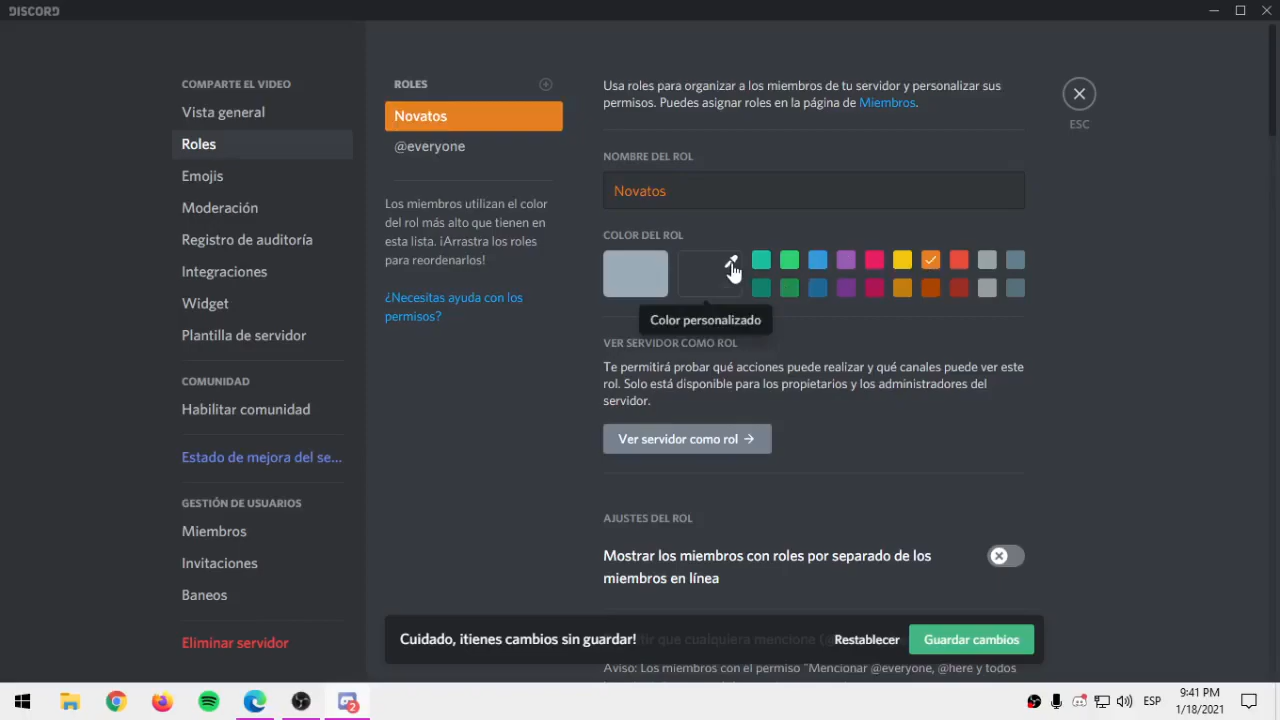 DISCORD
COMPARTE EL VIDEO
Vista general
Roles
Emojis
Moderación
Registro de auditoría
Integraciones
Widget
Plantilla de servidor
COMUNIDAD
Habilitar comunidad
Estado de mejora del se...
GESTIÓN DE USUARIOS
Miembros
Invitaciones
Baneos
Eliminar servidor
ROLES
Novatos
@everyone
Los miembros utilizan el color
del rol más alto que tienen en
esta lista. ¡Arrastra los roles
para reordenarlos!
¿Necesitas ayuda con los
permisos?
Usa roles para organizar a los miembros de tu servidor y personalizar sus
permisos. Puedes asignar roles en la página de Miembros.
ESC
NOMBRE DEL ROL
Novatos
COLOR DEL ROL
Color personalizado
VER SERVIDOR COMO ROL
Te permitirá probar qué acciones puede realizar y qué canales puede ver este
rol. Solo está disponible para los propietarios y los administradores del
servidor.
Ver servidor como rol →
AJUSTES DEL ROL
Mostrar los miembros con roles por separado de los
miembros en línea
Cuidado, ¡tienes cambios sin guardar!
que cualquiera mencione
Restablecer
Guardar cambios
Aviso: Los miembros con el permiso "Mencionar @everyone, @here y todos
2
ESP
9:41 PM
1/18/2021